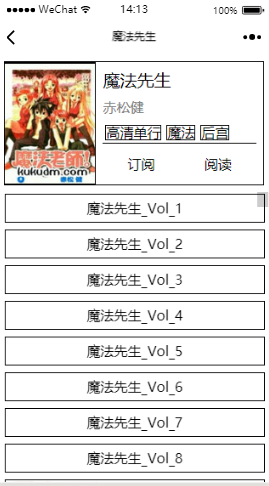 WeChat 14:13 100%
魔法先生
魔法先生
赤松健
高清单行 魔法 后宫
订阅 阅读
魔法老師!
kukudm.com
赤松 健
魔法先生_Vol_1
魔法先生_Vol_2
魔法先生_Vol_3
魔法先生_Vol_4
魔法先生_Vol_5
魔法先生_Vol_6
魔法先生_Vol_7
魔法先生_Vol_8